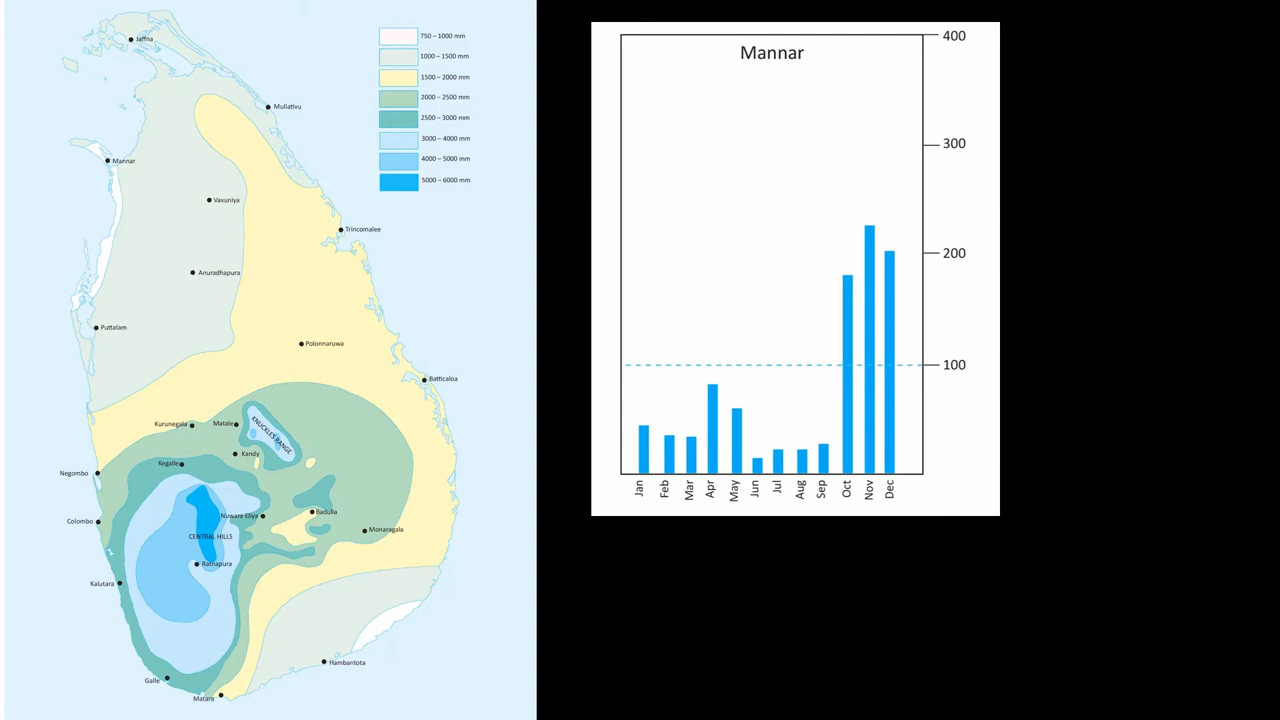 Jaffna
750 – 1000 mm
1000 – 1500 mm
1500 – 2000 mm
2000 – 2500 mm
2500 – 3000 mm
3000 – 4000 mm
4000 – 5000 mm
5000 – 6000 mm
Mullativu
Mannar
Vavuniya
Trincomalee
Anuradhapura
Puttalam
Polonnaruwa
Batticaloa
Kurunegala
Matale
KNUCKLES RANGE
Kandy
Kegalle
Negombo
Colombo
Nuwara Eliya
Badulla
Monaragala
CENTRAL HILLS
Ratnapura
Kalutara
Hambantota
Galle
Matara
Mannar
400
300
200
100
Jan Feb Mar Apr May Jun Jul Aug Sep Oct Nov Dec